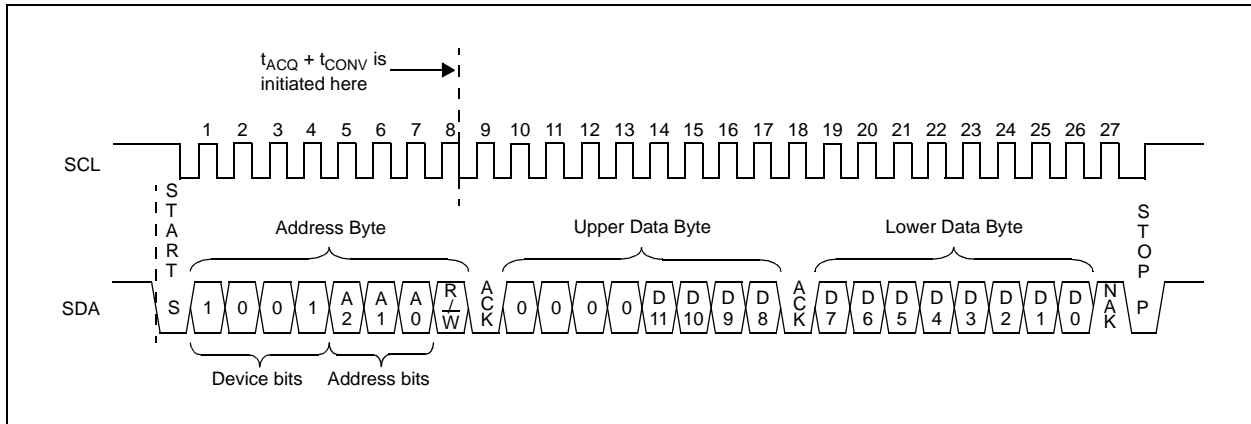 tACQ + tCONV is
initiated here
1 2 3 4 5 6 7 8 9 10 11 12 13 14 15 16 17 18 19 20 21 22 23 24 25 26 27
SCL
START
Address Byte
Upper Data Byte
Lower Data Byte
STOP
SDA
S 1 0 0 1 A2 A1 A0 R/W ACK 0 0 0 0 D11 D10 D9 D8 ACK D7 D6 D5 D4 D3 D2 D1 D0 NAK P
Device bits
Address bits